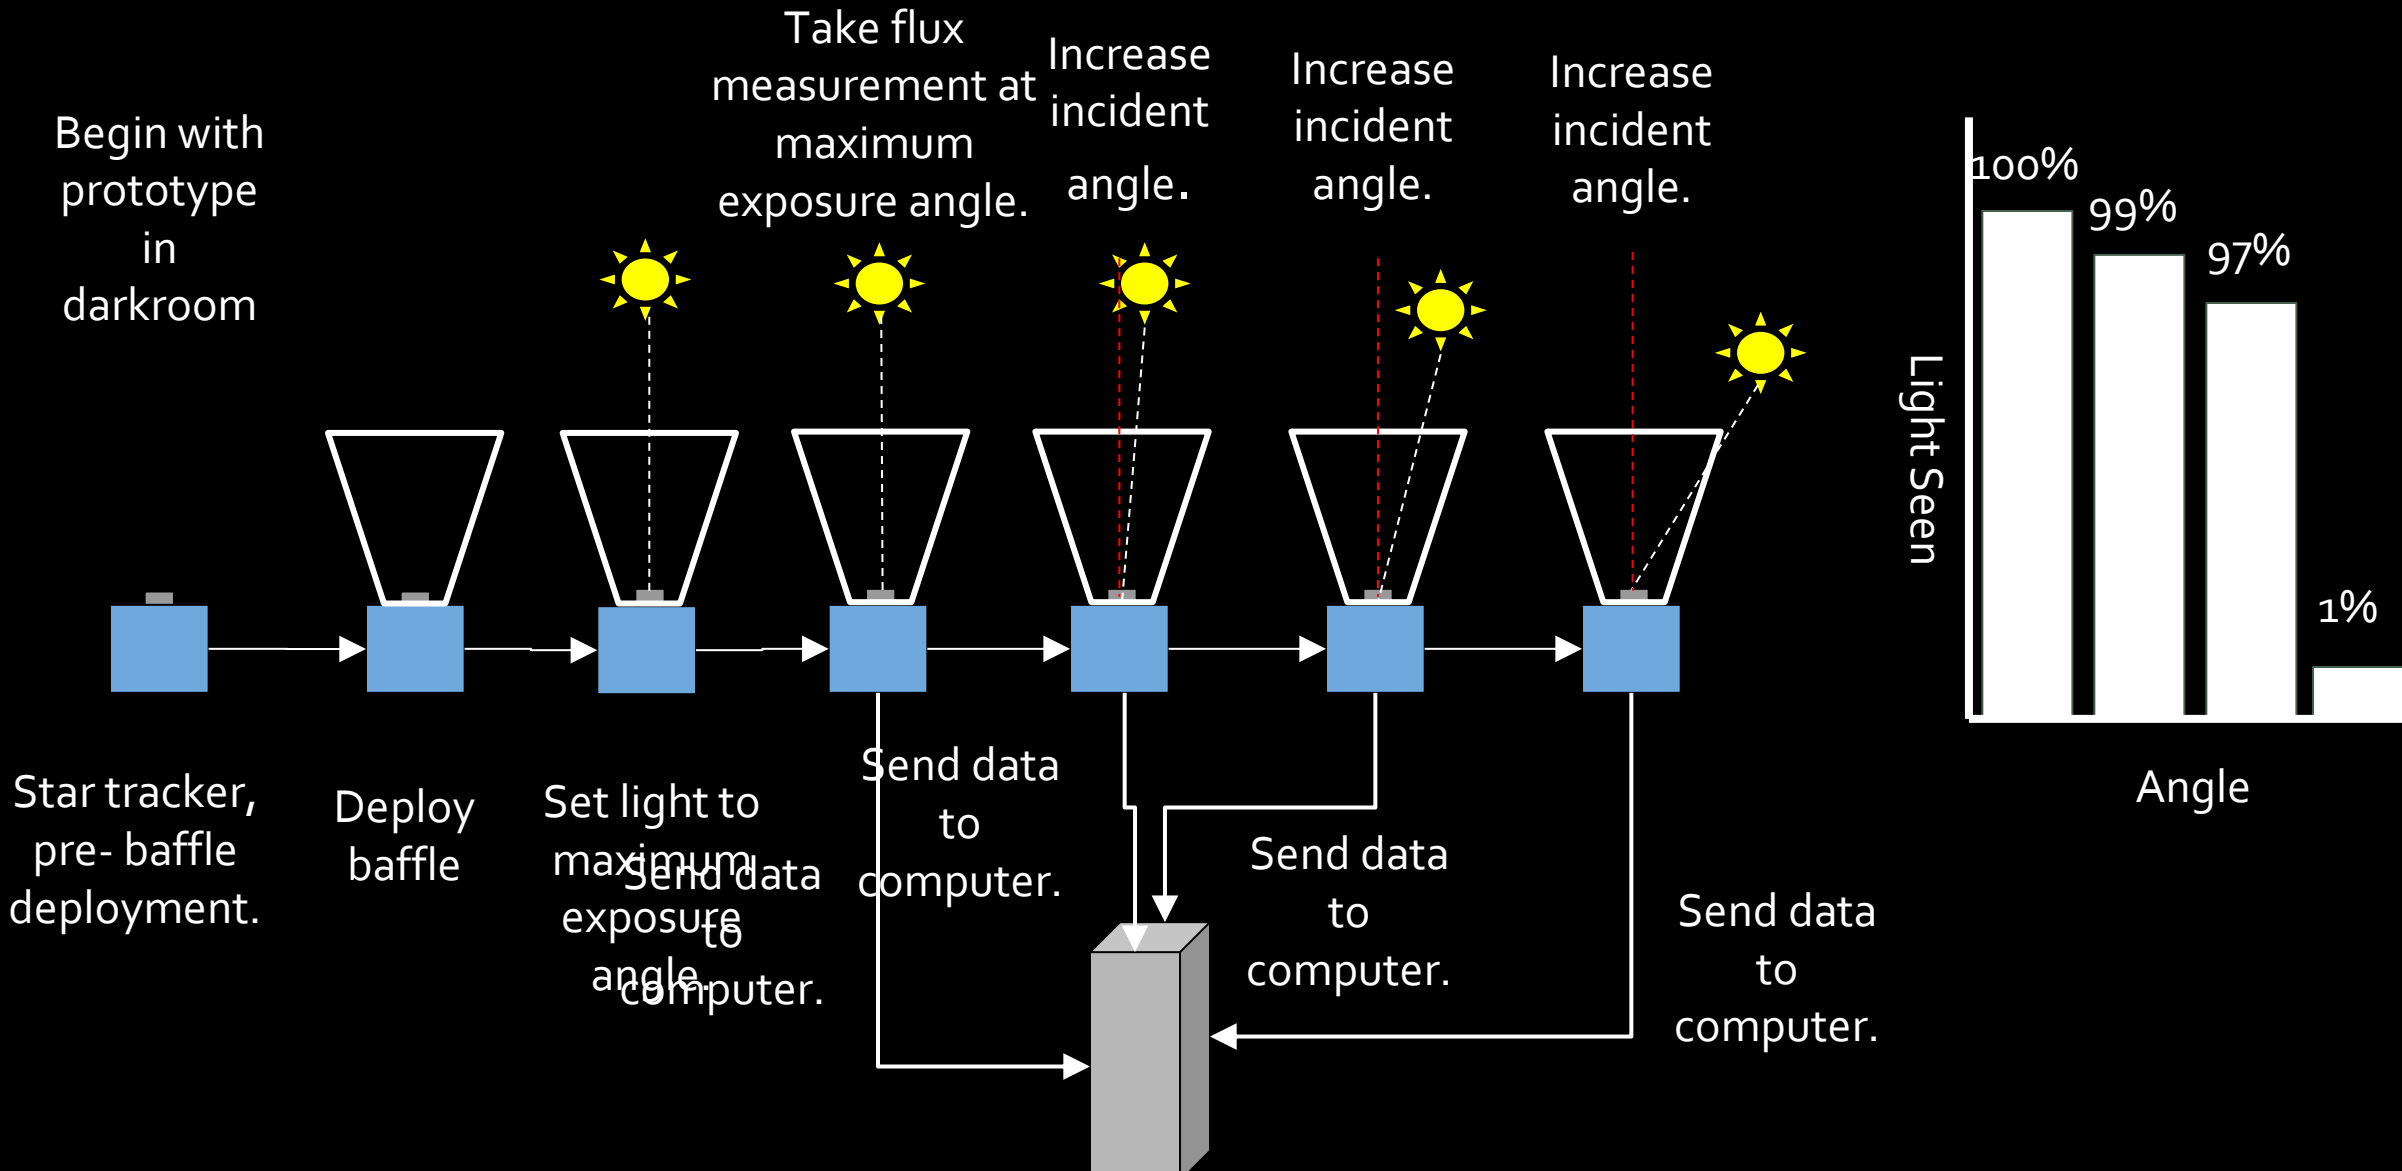 Begin with
prototype
in
darkroom
Take flux
measurement at
maximum
exposure angle.
Increase
incident
angle.
Increase
incident
angle.
Increase
incident
angle.
100%
99%
97%
1%
Light Seen
Angle
Star tracker,
pre- baffle
deployment.
Deploy
baffle
Set light to
maximum
exposure
angle.
Send data
to
computer.
Send data
to
computer.
Send data
to
computer.
Send data
to
computer.